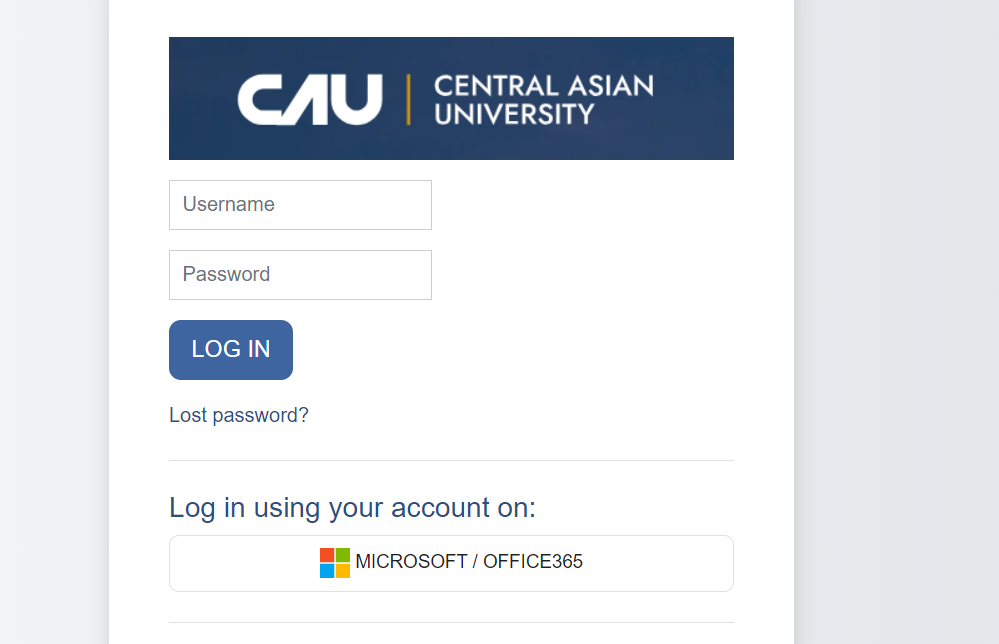 CAU
CENTRAL ASIAN
UNIVERSITY
Username
Password
LOG IN
Lost password?
Log in using your account on:
MICROSOFT / OFFICE365